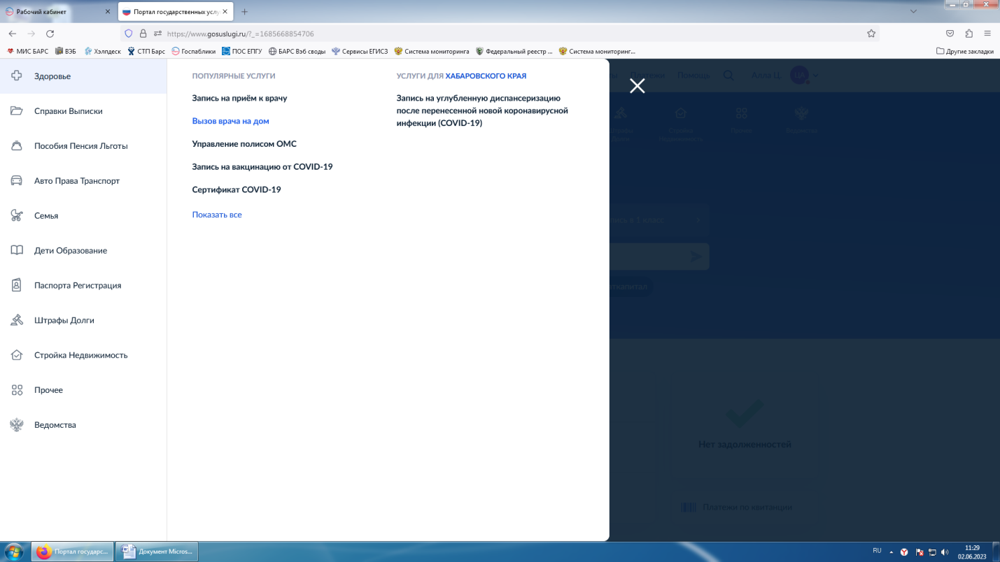 Рабочий кабинет
Портал государственных услу
https://www.gosuslugi.ru/?_=1685668854706
МИС БАРС ВЭБ Хэлпдеск СТП Барс Госпаблики ПОС ЕПГУ БАРС Вэб своды Сервисы ЕГИСЗ Система мониторинга Федеральный реестр ... Система мониторинг... Другие закладки
Здоровье
Справки Выписки
Пособия Пенсия Льготы
Авто Права Транспорт
Семья
Дети Образование
Паспорта Регистрация
Штрафы Долги
Стройка Недвижимость
Прочее
Ведомства
ПОПУЛЯРНЫЕ УСЛУГИ
Запись на приём к врачу
Вызов врача на дом
Управление полисом ОМС
Запись на вакцинацию от COVID-19
Сертификат COVID-19
Показать все
УСЛУГИ ДЛЯ ХАБАРОВСКОГО КРАЯ
Запись на углубленную диспансеризацию
после перенесенной новой коронавирусной
инфекции (COVID-19)
Платежи Помощь Алла Ц. ЦА
Штрафы
Долги
Стройка
Недвижимость
Прочее
Ведомства
в 1 класс
ткапитал
Нет задолженностей
Платежи по квитанции
Портал государс...
Документ Micros...
RU
11:29
02.06.2023